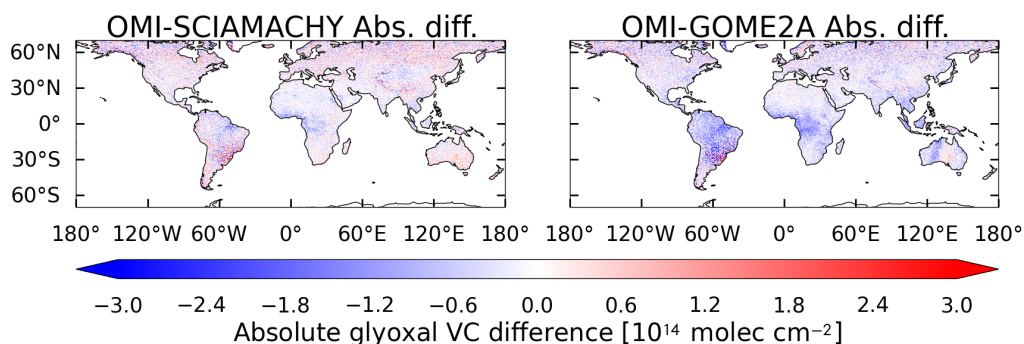 OMI-SCIAMACHY Abs. diff. OMI-GOME2A Abs. diff.
60°N
30°N
0°
30°S
60°S
180° 120°W 60°W 0° 60°E 120°E 180° 180° 120°W 60°W 0° 60°E 120°E 180°
−3.0 −2.4 −1.8 −1.2 −0.6 0.0 0.6 1.2 1.8 2.4 3.0
Absolute glyoxal VC difference [10¹⁴ molec cm⁻²]